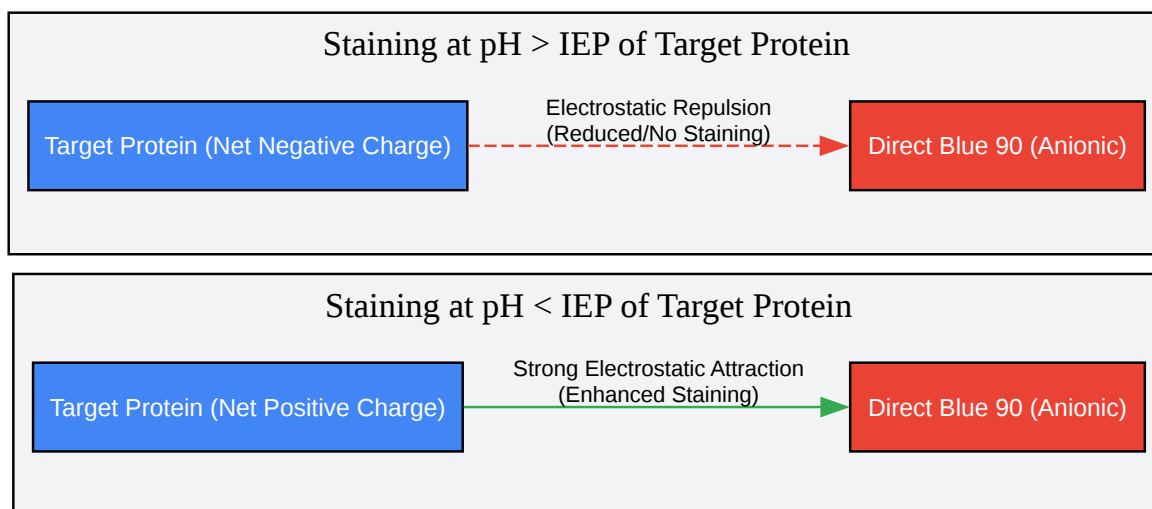 Staining at pH > IEP of Target Protein
Target Protein (Net Negative Charge)
Electrostatic Repulsion
(Reduced/No Staining)
Direct Blue 90 (Anionic)
Staining at pH < IEP of Target Protein
Target Protein (Net Positive Charge)
Strong Electrostatic Attraction
(Enhanced Staining)
Direct Blue 90 (Anionic)